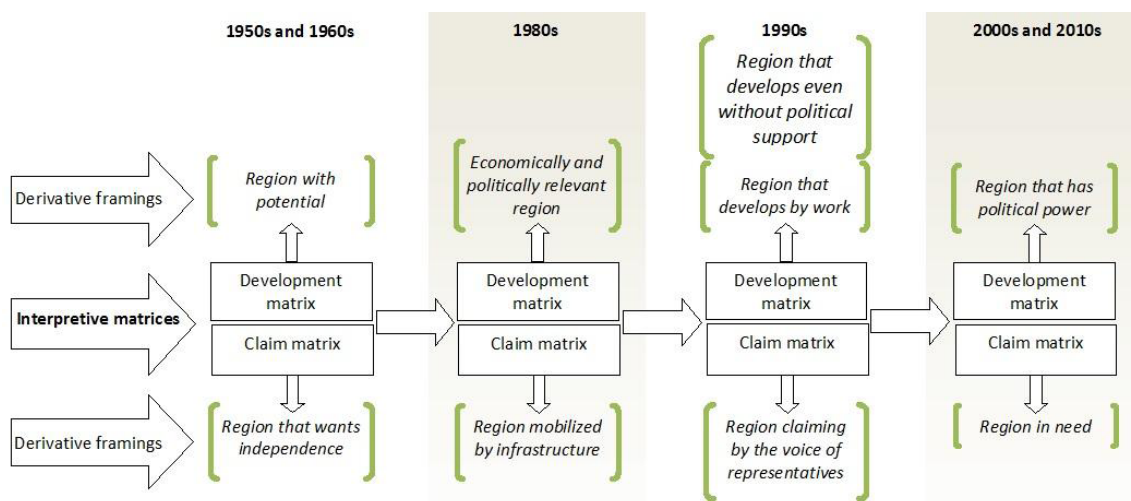 1950s and 1960s
1980s
1990s
2000s and 2010s
Region that
develops even
without political
support
Derivative framings
Region with
potential
Economically and
politically relevant
region
Region that
develops by work
Region that has
political power
Interpretive matrices
Development
matrix
Claim matrix
Development
matrix
Claim matrix
Development
matrix
Claim matrix
Development
matrix
Claim matrix
Derivative framings
Region that wants
independence
Region mobilized
by infrastructure
Region claiming
by the voice of
representatives
Region in need